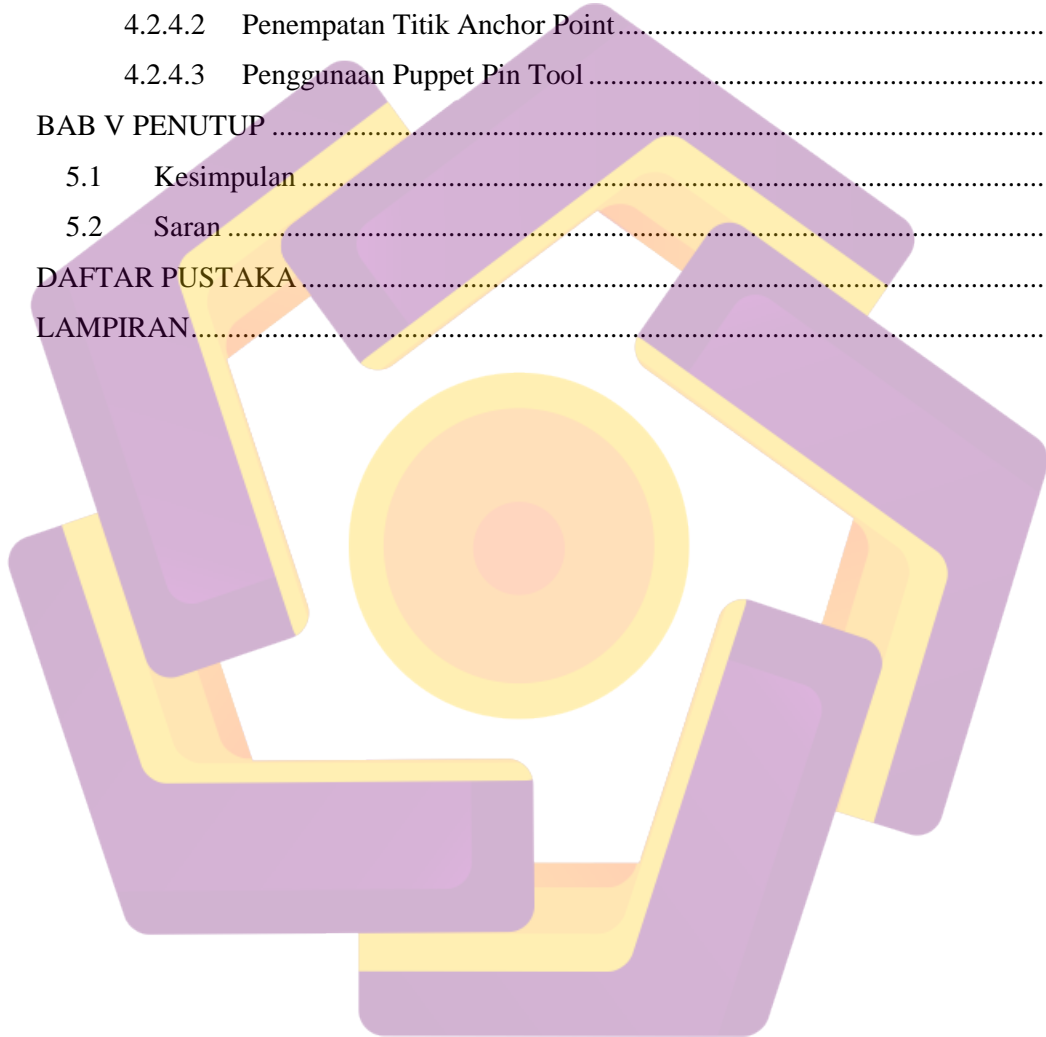 4.2.4.2 Penempatan Titik Anchor Point....................................................................
4.2.4.3 Penggunaan Puppet Pin Tool........................................................................
BAB V PENUTUP.....................................................................................................................
5.1 Kesimpulan..................................................................................................................
5.2 Saran............................................................................................................................
DAFTAR PUSTAKA................................................................................................................
LAMPIRAN.................................................................................................................................